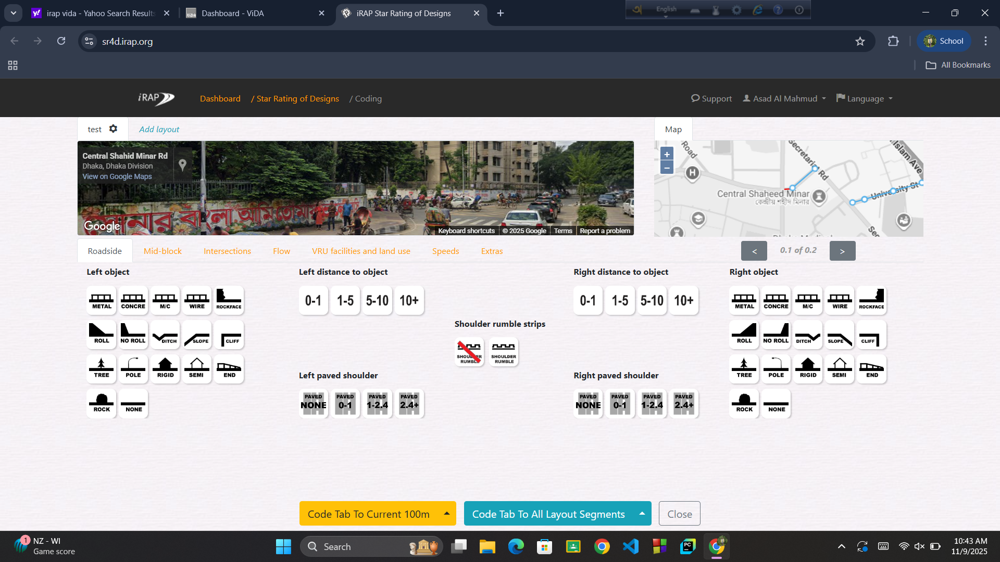 irap vida - Yahoo Search Results
Dashboard - ViDA
iRAP Star Rating of Designs
English
sr4d.irap.org
School
All Bookmarks
iRAP
Dashboard / Star Rating of Designs / Coding
Support
Asad Al Mahmud
Language
test
Add layout
Map
Central Shahid Minar Rd
Dhaka, Dhaka Division
View on Google Maps
আমার বাংলা আমি তোমায়
Google
Keyboard shortcuts
© 2025 Google
Terms
Report a problem
+
−
Road
H
Secretariat Rd
Islam Ave
University St
Central Shaheed Minar
কেন্দ্রীয় শহীদ মিনার
Roadside
Mid-block
Intersections
Flow
VRU facilities and land use
Speeds
Extras
<
0.1 of 0.2
>
Left object
Left distance to object
Right distance to object
Right object
METAL CONCRE M/C WIRE ROCKFACE
0-1 1-5 5-10 10+
0-1 1-5 5-10 10+
METAL CONCRE M/C WIRE ROCKFACE
Shoulder rumble strips
ROLL NO ROLL DITCH SLOPE CLIFF
SHOULDER RUMBLE
SHOULDER RUMBLE
ROLL NO ROLL DITCH SLOPE CLIFF
TREE POLE RIGID SEMI END
Left paved shoulder
Right paved shoulder
TREE POLE RIGID SEMI END
ROCK NONE
PAVED NONE
PAVED 0-1
PAVED 1-2.4
PAVED 2.4+
PAVED NONE
PAVED 0-1
PAVED 1-2.4
PAVED 2.4+
ROCK NONE
Code Tab To Current 100m
Code Tab To All Layout Segments
Close
1
NZ - WI
Game score
Search
PC
10:43 AM
11/9/2025